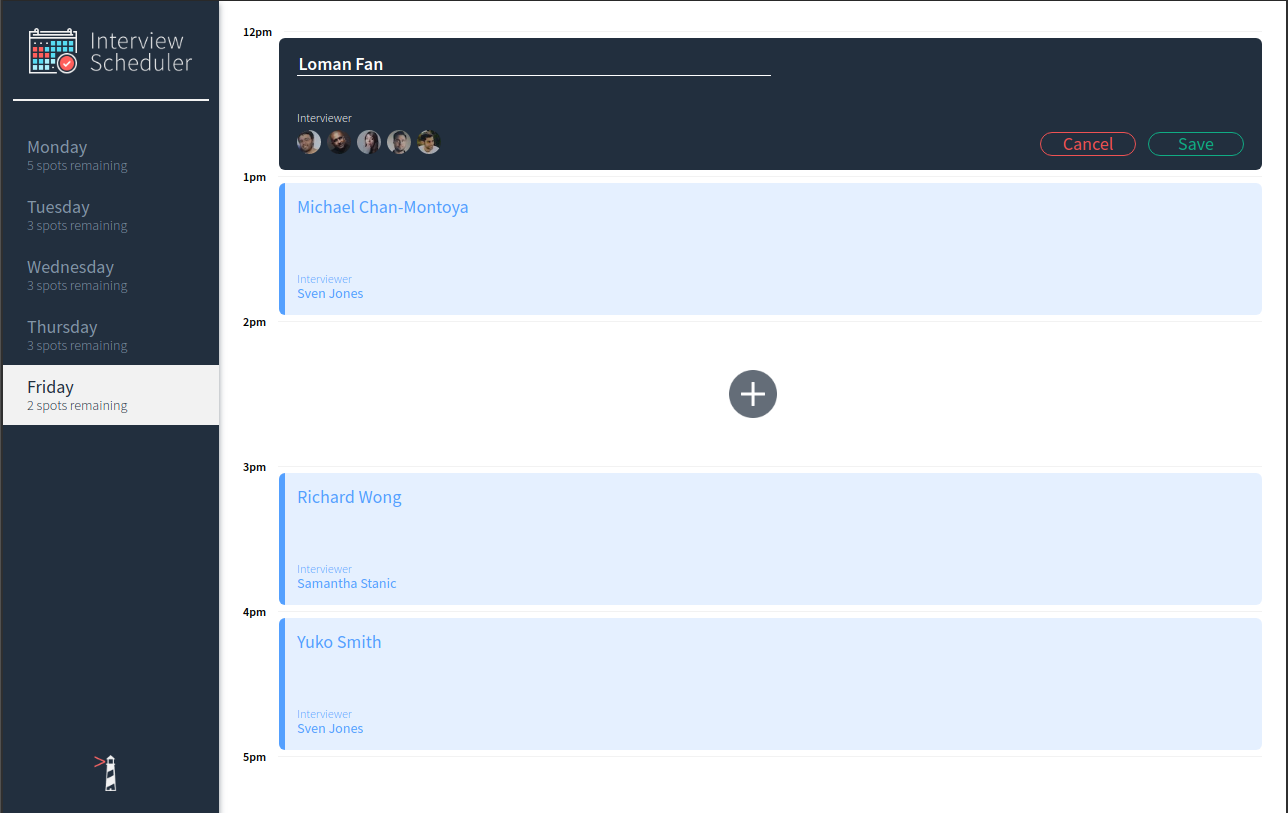 Interview
Scheduler
Monday
5 spots remaining
Tuesday
3 spots remaining
Wednesday
3 spots remaining
Thursday
3 spots remaining
Friday
2 spots remaining
12pm
Loman Fan
Interviewer
Cancel
Save
1pm
Michael Chan-Montoya
Interviewer
Sven Jones
2pm
3pm
Richard Wong
Interviewer
Samantha Stanic
4pm
Yuko Smith
Interviewer
Sven Jones
5pm